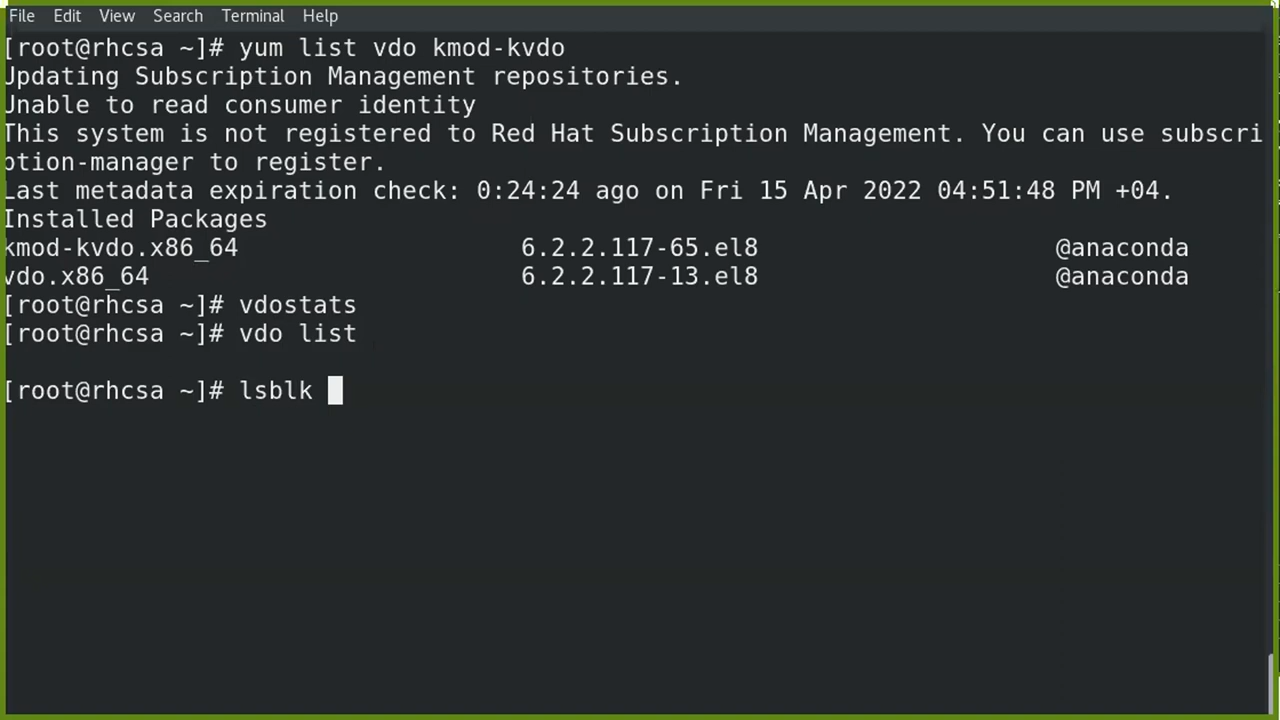 File Edit View Search Terminal Help
[root@rhcsa ~]# yum list vdo kmod-kvdo
Updating Subscription Management repositories.
Unable to read consumer identity
This system is not registered to Red Hat Subscription Management. You can use subscri
ption-manager to register.
Last metadata expiration check: 0:24:24 ago on Fri 15 Apr 2022 04:51:48 PM +04.
Installed Packages
kmod-kvdo.x86_64 6.2.2.117-65.el8 @anaconda
vdo.x86_64 6.2.2.117-13.el8 @anaconda
[root@rhcsa ~]# vdostats
[root@rhcsa ~]# vdo list
[root@rhcsa ~]# lsblk